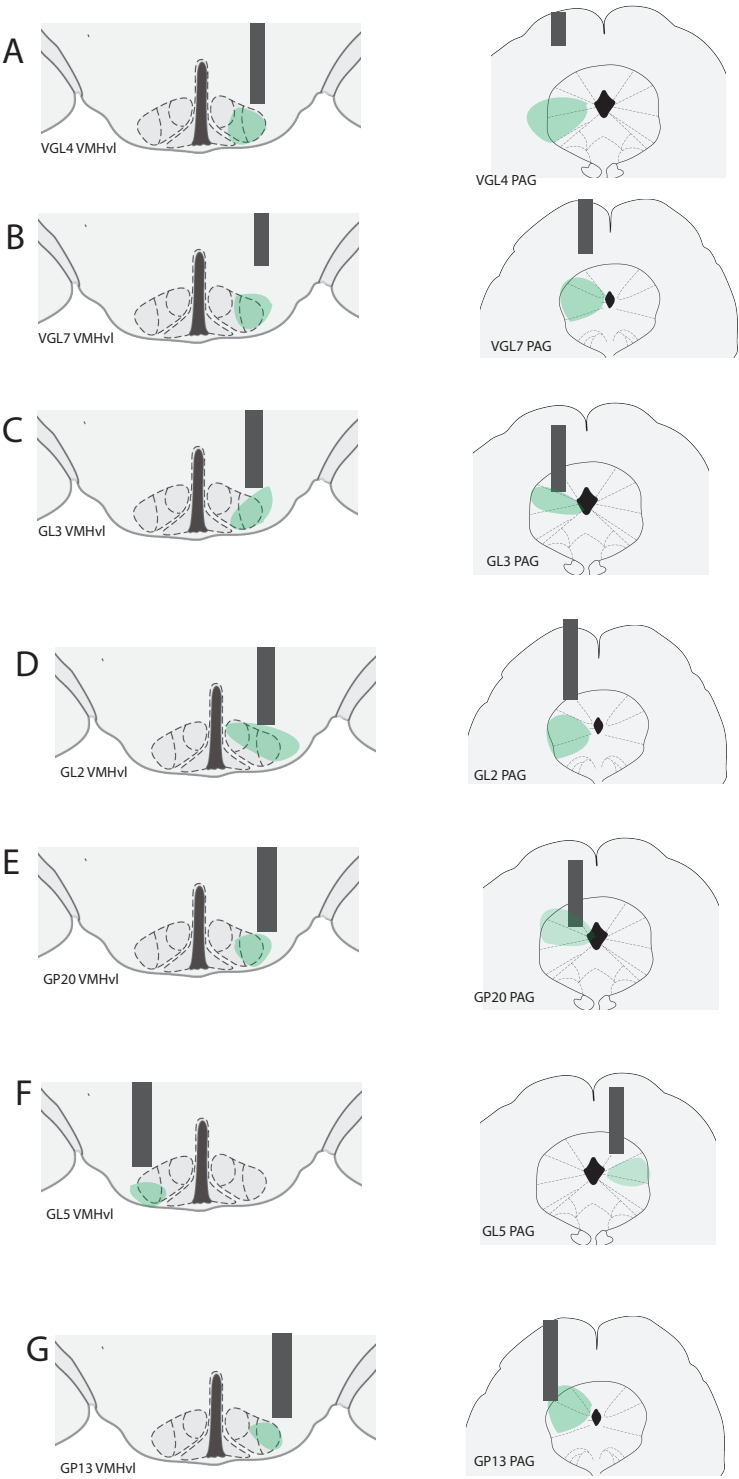 A
VGL4 VMHvl
VGL4 PAG
B
VGL7 VMHvl
VGL7 PAG
C
GL3 VMHvl
GL3 PAG
D
GL2 VMHvl
GL2 PAG
E
GP20 VMHvl
GP20 PAG
F
GL5 VMHvl
GL5 PAG
G
GP13 VMHvl
GP13 PAG